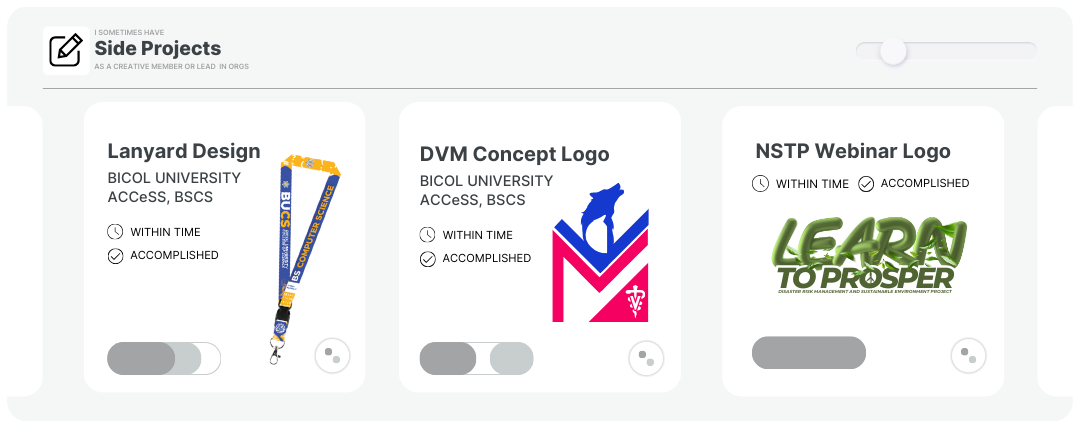 I SOMETIMES HAVE
Side Projects
AS A CREATIVE MEMBER OR LEAD IN ORGS
Lanyard Design
BICOL UNIVERSITY
ACCeSS, BSCS
WITHIN TIME
ACCOMPLISHED
BUCS
BS COMPUTER SCIENCE
DVM Concept Logo
BICOL UNIVERSITY
ACCeSS, BSCS
WITHIN TIME
ACCOMPLISHED
NSTP Webinar Logo
WITHIN TIME
ACCOMPLISHED
LEARN
TO PROSPER
DISASTER RISK MANAGEMENT AND SUSTAINABLE ENVIRONMENT PROJECT